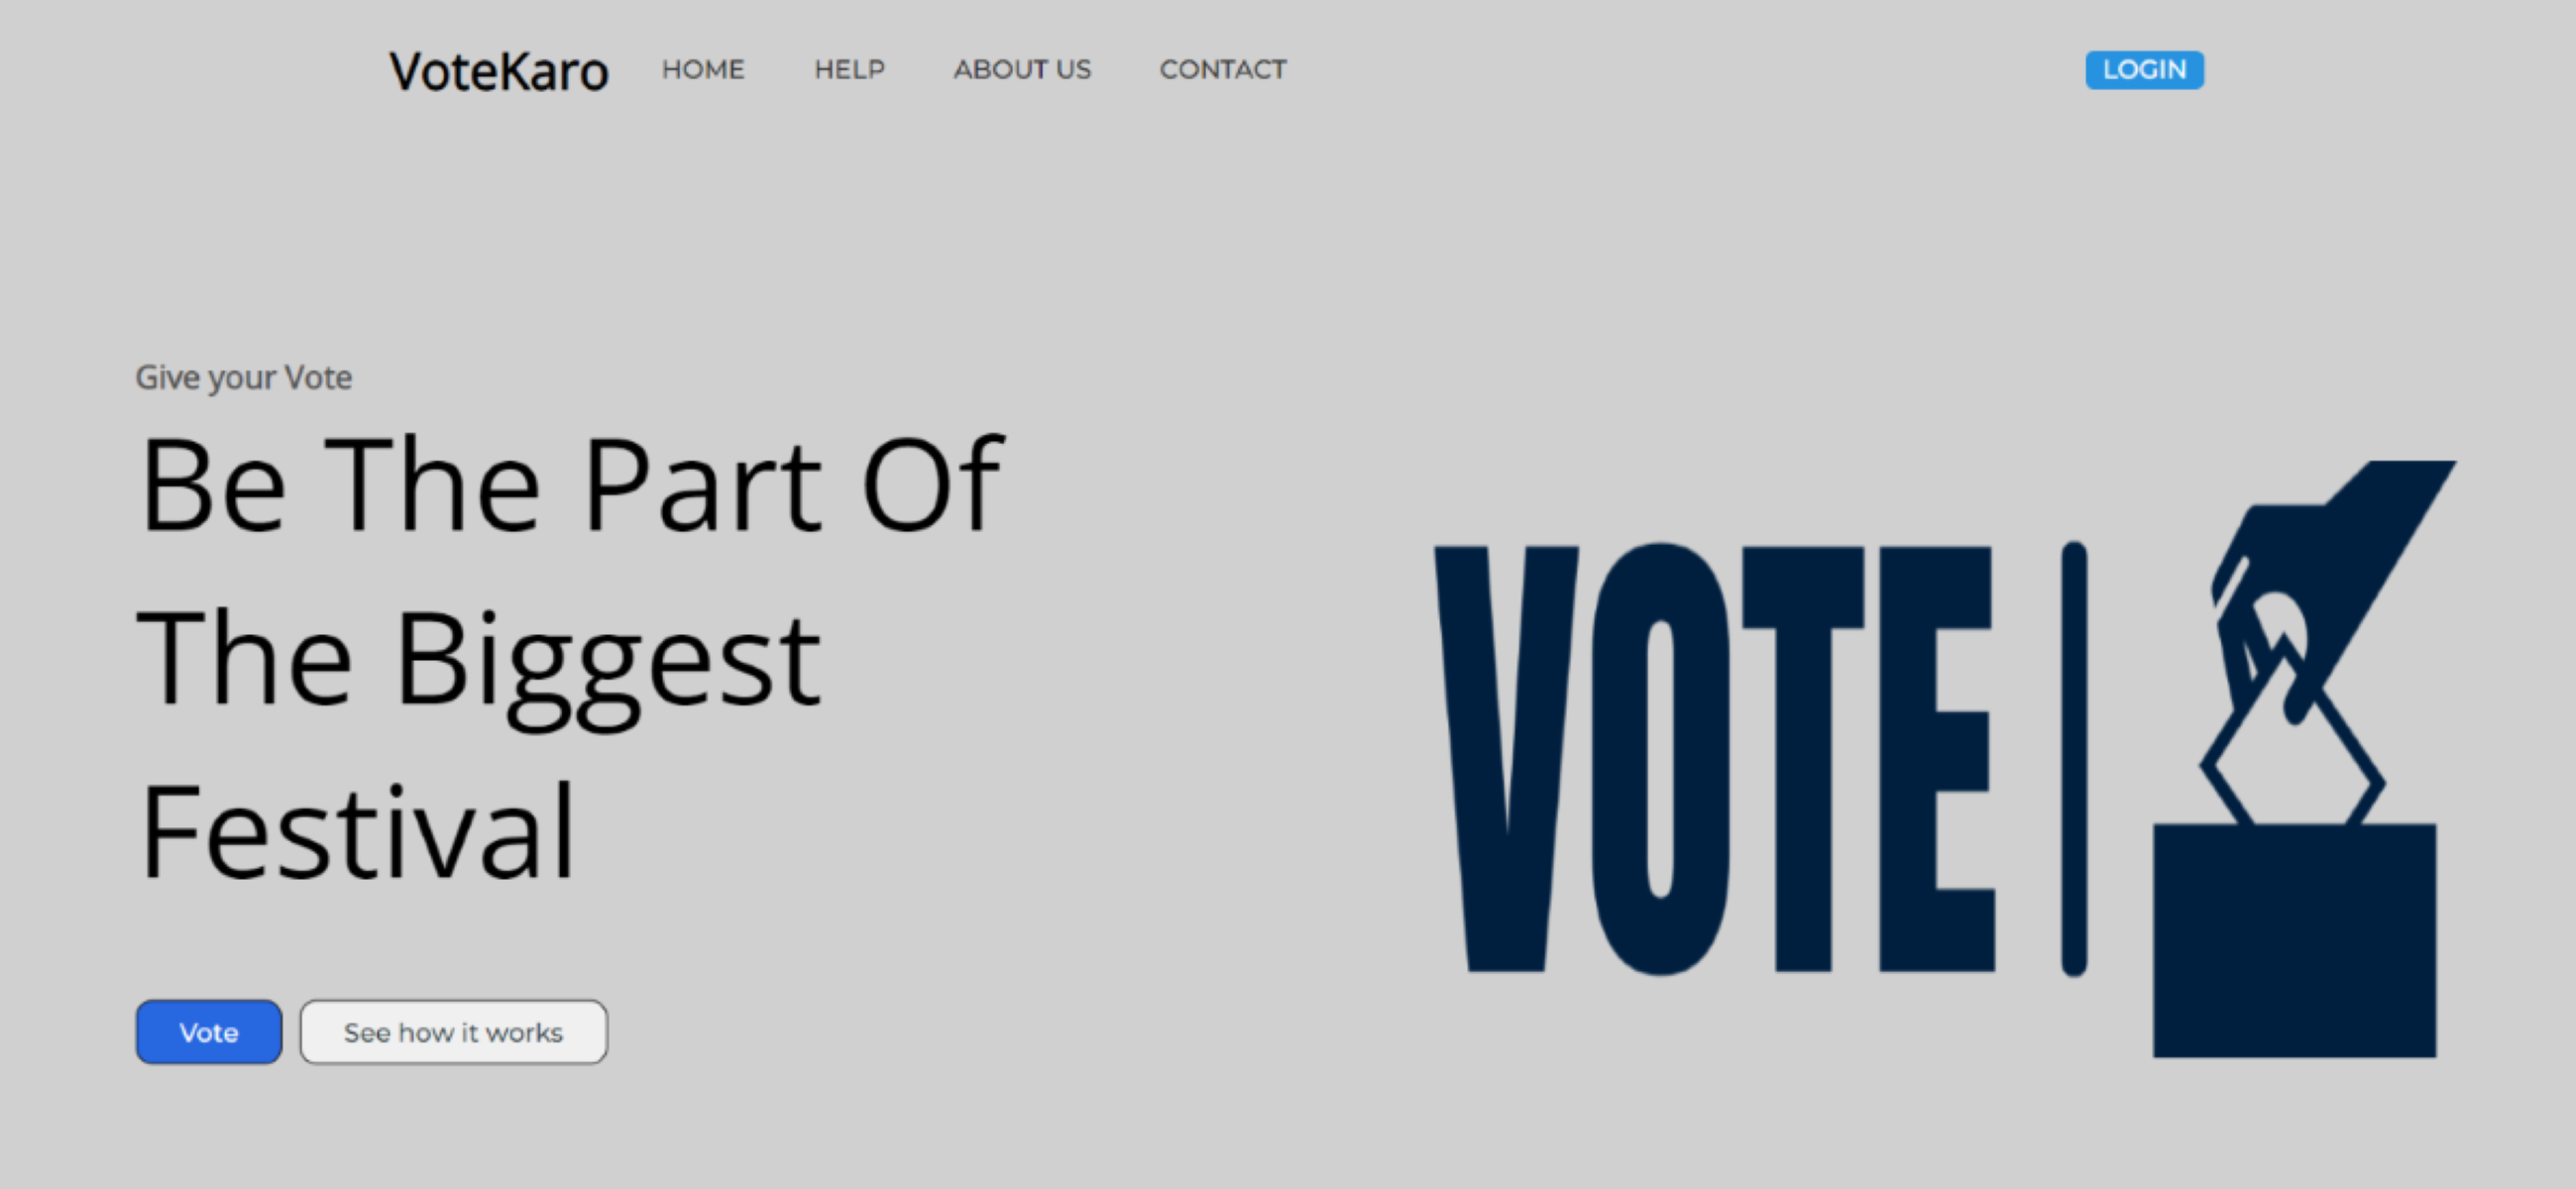 VoteKaro HOME HELP ABOUT US CONTACT LOGIN
Give your Vote
Be The Part Of
The Biggest
Festival
Vote See how it works
VOTE